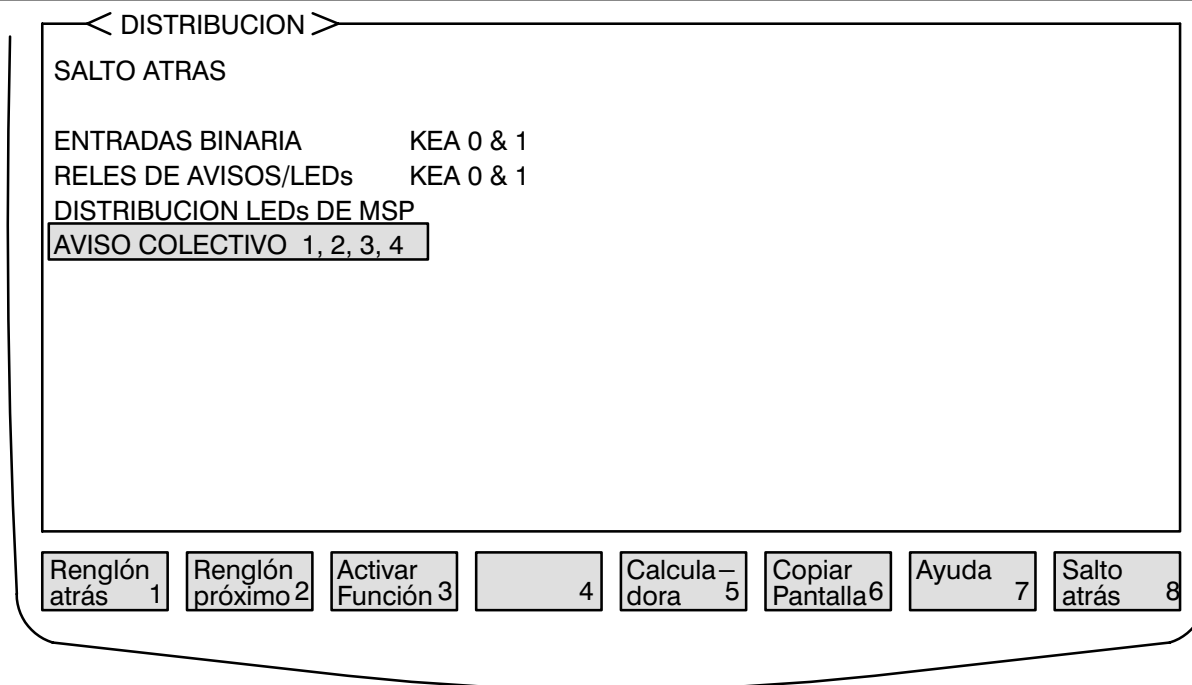 DISTRIBUCION
SALTO ATRAS
ENTRADAS BINARIA KEA 0 & 1
RELES DE AVISOS/LEDs KEA 0 & 1
DISTRIBUCION LEDs DE MSP
AVISO COLECTIVO 1, 2, 3, 4
Renglón atrás 1
Renglón próximo 2
Activar Función 3
4
Calcula– dora 5
Copiar Pantalla 6
Ayuda 7
Salto atrás 8